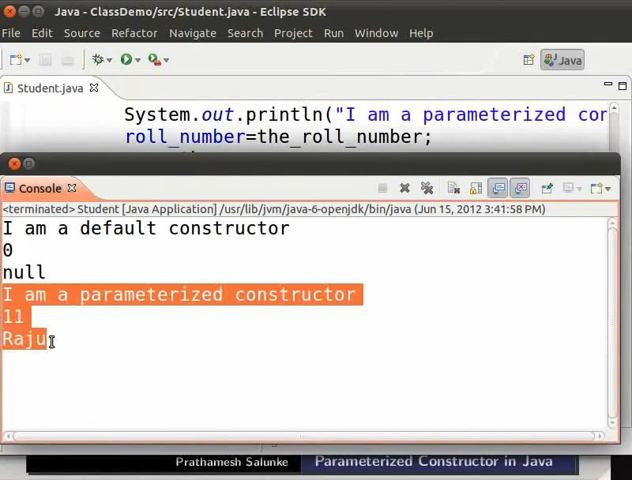 Java - ClassDemo/src/Student.java - Eclipse SDK
File Edit Source Refactor Navigate Search Project Run Window Help
Java
Student.java
System.out.println("I am a parameterized con
roll_number=the_roll_number;
Console
<terminated> Student [Java Application] /usr/lib/jvm/java-6-openjdk/bin/java (Jun 15, 2012 3:41:58 PM)
I am a default constructor
0
null
I am a parameterized constructor
11
Raju
Prathamesh Salunke Parameterized Constructor in Java